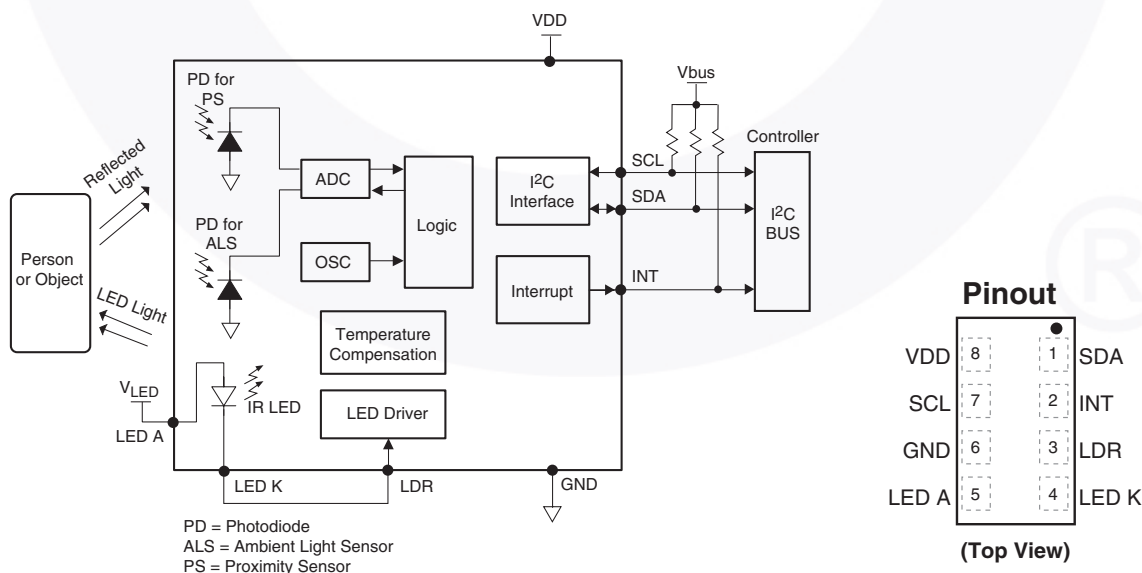 VDD
PD for
PS
Vbus
Controller
Reflected
Light
ADC
Logic
I²C
Interface
SCL
SDA
I²C
BUS
PD for
ALS
Person
or Object
OSC
LED Light
Interrupt
INT
Temperature
Compensation
VLED
IR LED
LED Driver
LED A
LED K
LDR
GND
PD = Photodiode
ALS = Ambient Light Sensor
PS = Proximity Sensor
Pinout
VDD 8 1 SDA
SCL 7 2 INT
GND 6 3 LDR
LED A 5 4 LED K
(Top View)
®